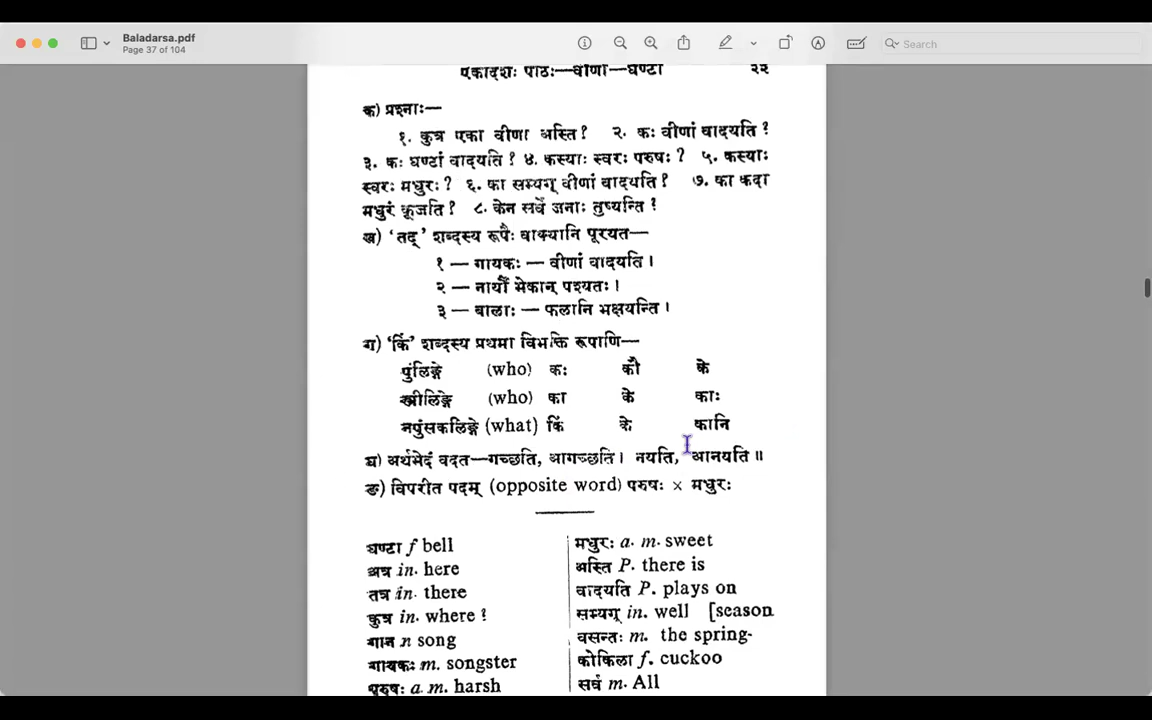 Baladarsa.pdf
Page 37 of 104
Search
एकादशः पाठः—वीणा—घण्टा ३३
क) प्रश्नाः—
१. कुत्र एका वीणा अस्ति ? २. कः वीणां वादयति ?
३. कः घण्टां वादयति ? ४. कस्याः स्वरः परुषः ? ५. कस्याः
स्वरः मधुरः ? ६. का सम्यग् वीणां वादयति ? ७. का कदा
मधुरं कूजति ? ८. केन सर्वे जनाः तुष्यन्ति ?
ख) ‘तद्’ शब्दस्य रूपैः वाक्यानि पूरयत—
१ — गायकः — वीणां वादयति ।
२ — नार्यौ भेकान् पश्यतः ।
३ — बालाः — फलानि भक्षयन्ति ।
ग) ‘किं’ शब्दस्य प्रथमा विभक्ति रूपाणि—
पुंलिङ्गे (who) कः कौ के
स्त्रीलिङ्गे (who) का के काः
नपुंसकलिङ्गे (what) किं के कानि
घ) अर्थभेदं वदत—गच्छति, आगच्छति । नयति, आनयति ॥
ङ) विपरीत पदम् (opposite word) परुषः × मधुरः
घण्टा f bell
अत्र in. here
तत्र in. there
कुत्र in. where ?
गान n song
गायकः m. songster
परुषः a m. harsh
मधुरः a. m. sweet
अस्ति P. there is
वादयति P. plays on
सम्यग् in. well [season
वसन्तः m. the spring-
कोकिला f. cuckoo
सर्व m. All